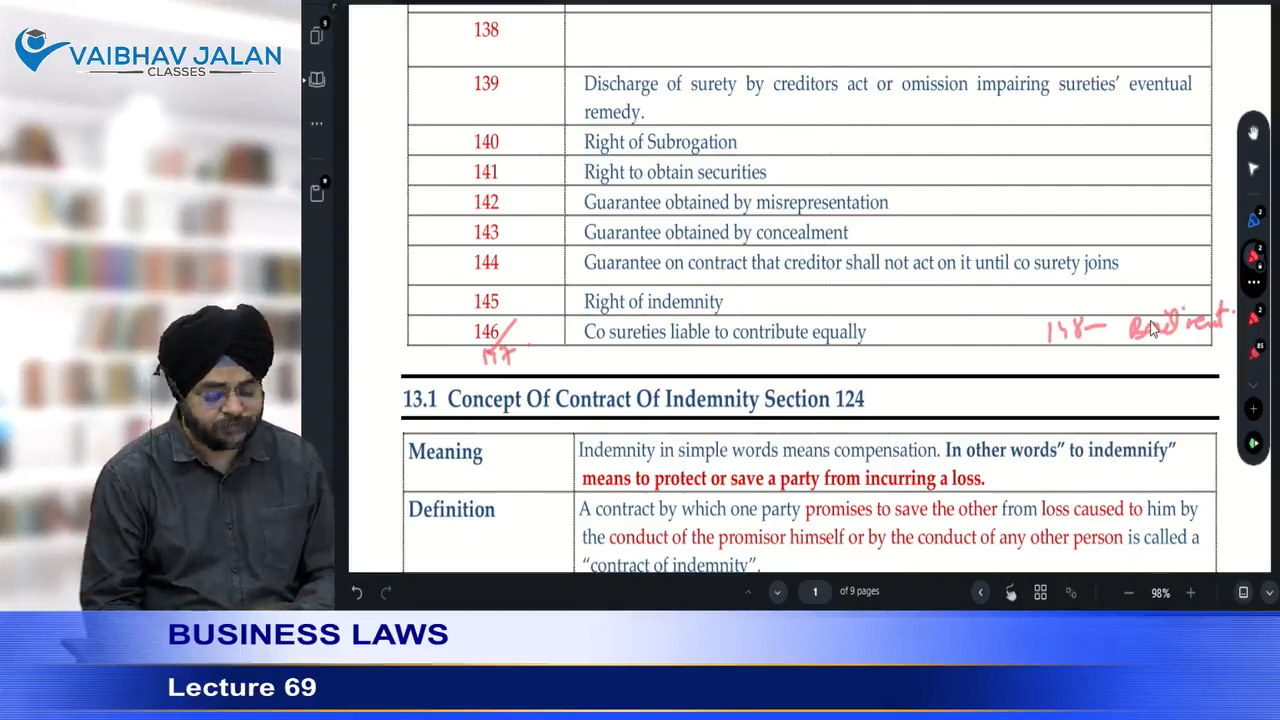 VAIBHAV JALAN
CLASSES
138
139 Discharge of surety by creditors act or omission impairing sureties' eventual
remedy.
140 Right of Subrogation
141 Right to obtain securities
142 Guarantee obtained by misrepresentation
143 Guarantee obtained by concealment
144 Guarantee on contract that creditor shall not act on it until co surety joins
145 Right of indemnity
146 Co sureties liable to contribute equally
147
148 –
13.1 Concept Of Contract Of Indemnity Section 124
Meaning Indemnity in simple words means compensation. In other words" to indemnify"
means to protect or save a party from incurring a loss.
Definition A contract by which one party promises to save the other from loss caused to him by
the conduct of the promisor himself or by the conduct of any other person is called a
"contract of indemnity".
1 of 9 pages
98%
BUSINESS LAWS
Lecture 69